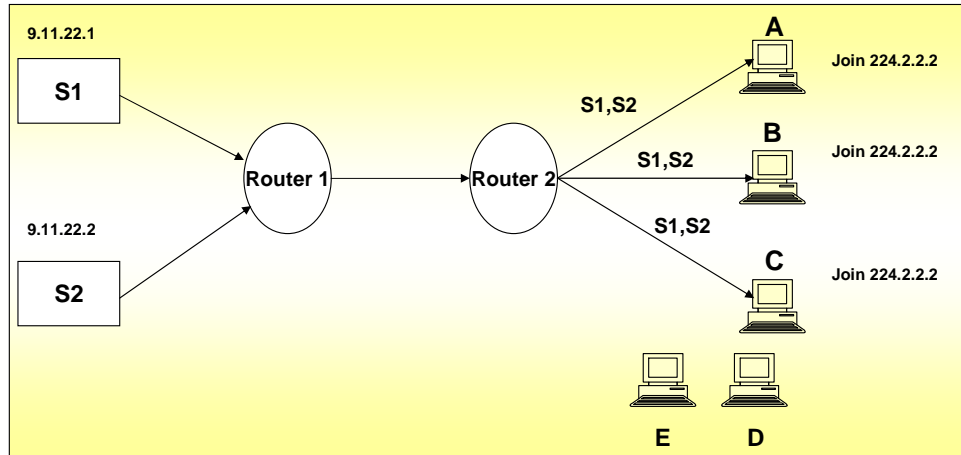 9.11.22.1
S1
9.11.22.2
S2
Router 1
Router 2
S1,S2
S1,S2
S1,S2
A
Join 224.2.2.2
B
Join 224.2.2.2
C
Join 224.2.2.2
E
D